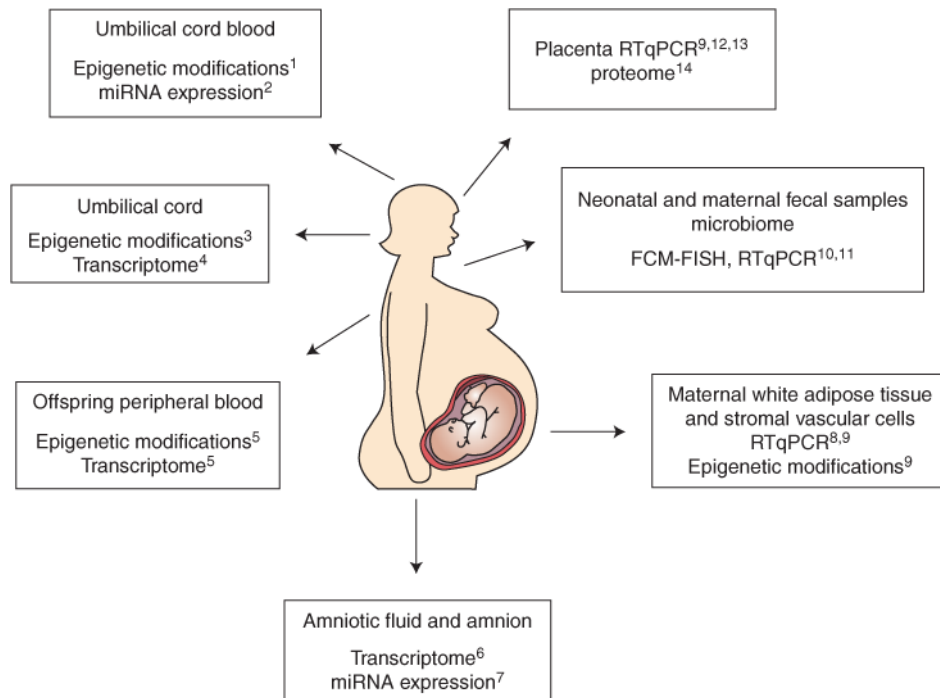 Umbilical cord blood
Epigenetic modifications¹
miRNA expression²
Placenta RTqPCR⁹,¹²,¹³
proteome¹⁴
Umbilical cord
Epigenetic modifications³
Transcriptome⁴
Neonatal and maternal fecal samples
microbiome
FCM-FISH, RTqPCR¹⁰,¹¹
Offspring peripheral blood
Epigenetic modifications⁵
Transcriptome⁵
Maternal white adipose tissue
and stromal vascular cells
RTqPCR⁸,⁹
Epigenetic modifications⁹
Amniotic fluid and amnion
Transcriptome⁶
miRNA expression⁷